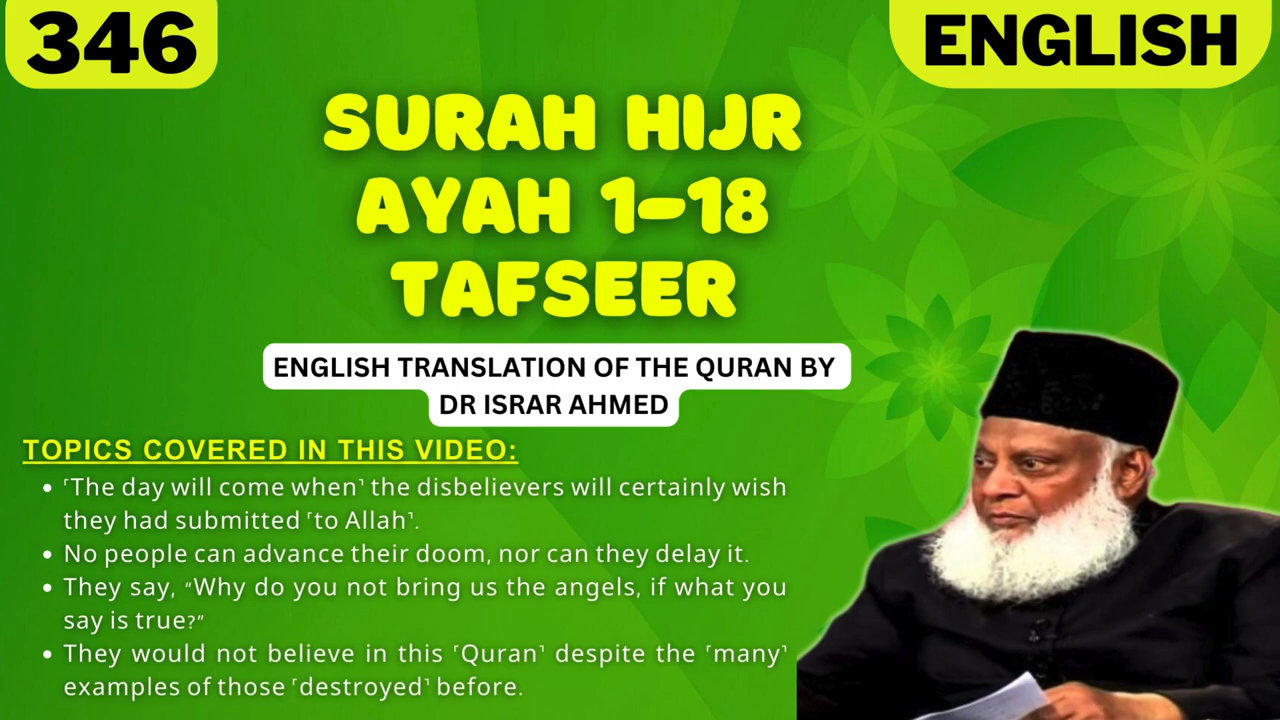 346
ENGLISH
SURAH HIJR
AYAH 1-18
TAFSEER
ENGLISH TRANSLATION OF THE QURAN BY
DR ISRAR AHMED
TOPICS COVERED IN THIS VIDEO:
• ˹The day will come when˺ the disbelievers will certainly wish
they had submitted ˹to Allah˺.
• No people can advance their doom, nor can they delay it.
• They say, “Why do you not bring us the angels, if what you
say is true?”
• They would not believe in this ˹Quran˺ despite the ˹many˺
examples of those ˹destroyed˺ before.